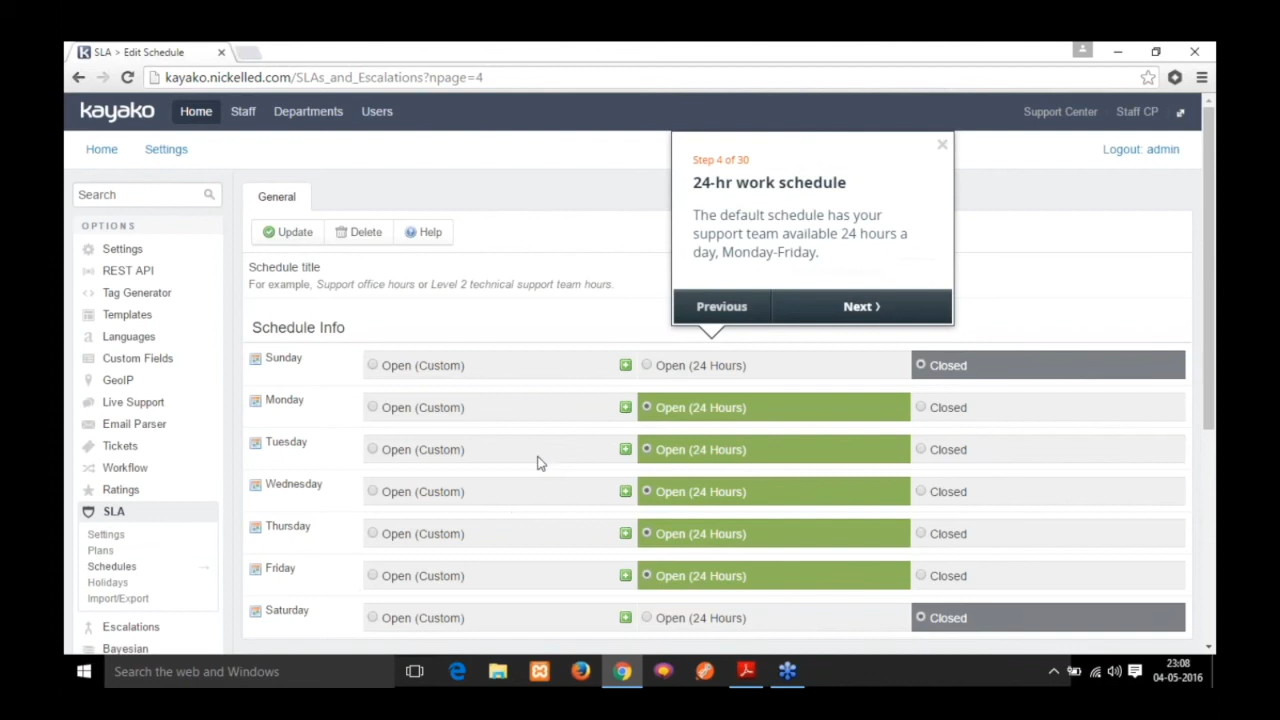 SLA > Edit Schedule
kayako.nickelled.com/SLAs_and_Escalations?npage=4
kayako Home Staff Departments Users Support Center Staff CP
Home Settings Logout: admin
Step 4 of 30
24-hr work schedule
The default schedule has your
support team available 24 hours a
day, Monday-Friday.
Previous Next
Search
OPTIONS
Settings
REST API
Tag Generator
Templates
Languages
Custom Fields
GeoIP
Live Support
Email Parser
Tickets
Workflow
Ratings
SLA
Settings
Plans
Schedules
Holidays
Import/Export
Escalations
Bayesian
General
Update Delete Help
Schedule title
For example, Support office hours or Level 2 technical support team hours.
Schedule Info
Sunday Open (Custom) Open (24 Hours) Closed
Monday Open (Custom) Open (24 Hours) Closed
Tuesday Open (Custom) Open (24 Hours) Closed
Wednesday Open (Custom) Open (24 Hours) Closed
Thursday Open (Custom) Open (24 Hours) Closed
Friday Open (Custom) Open (24 Hours) Closed
Saturday Open (Custom) Open (24 Hours) Closed
Search the web and Windows
23:08
04-05-2016